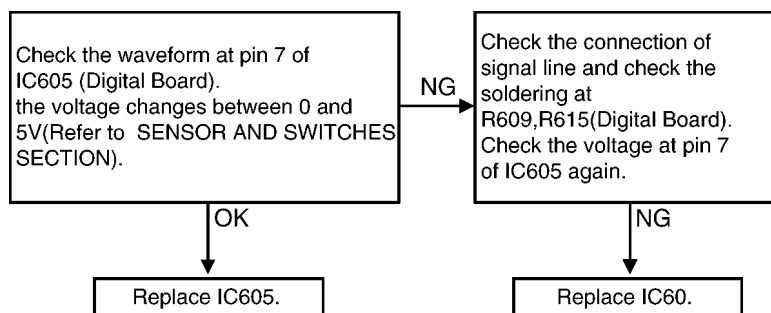 Check the waveform at pin 7 of
IC605 (Digital Board).
the voltage changes between 0 and
5V(Refer to SENSOR AND SWITCHES
SECTION).
NG
Check the connection of
signal line and check the
soldering at
R609,R615(Digital Board).
Check the voltage at pin 7
of IC605 again.
OK
NG
Replace IC605.
Replace IC60.